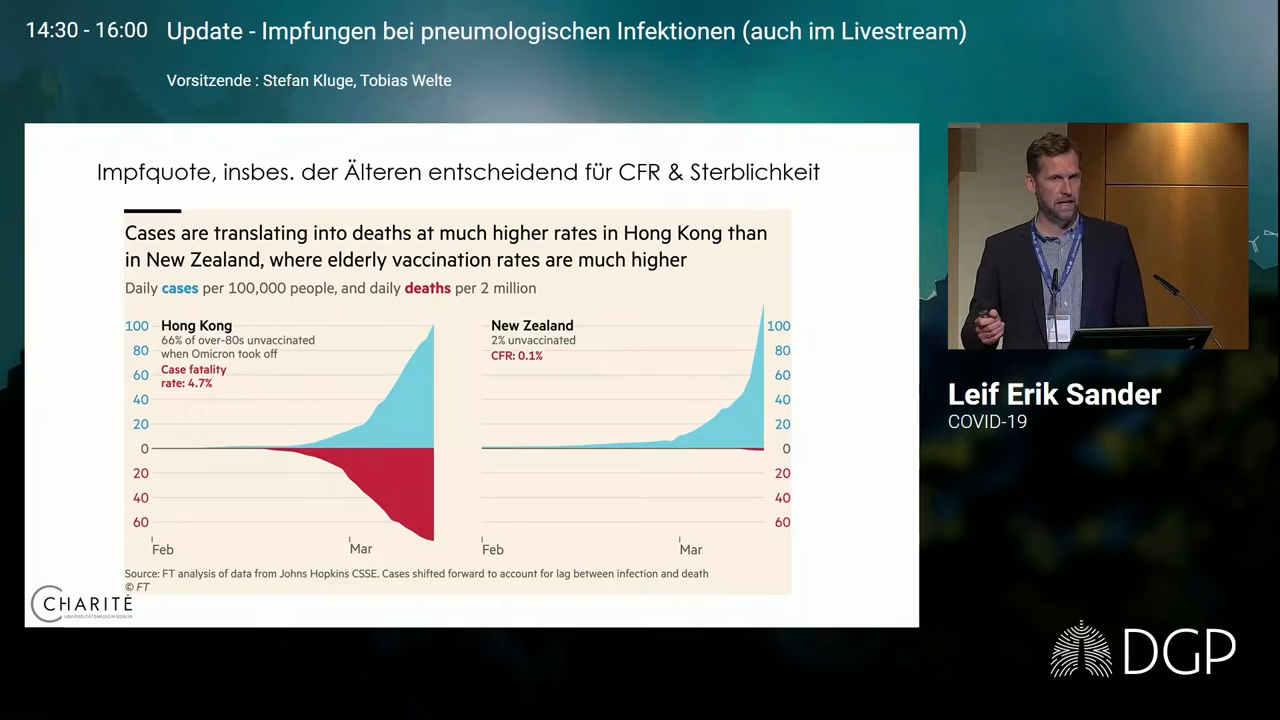 14:30 - 16:00 Update - Impfungen bei pneumologischen Infektionen (auch im Livestream)
Vorsitzende : Stefan Kluge, Tobias Welte
Impfquote, insbes. der Älteren entscheidend für CFR & Sterblichkeit
Cases are translating into deaths at much higher rates in Hong Kong than
in New Zealand, where elderly vaccination rates are much higher
Daily cases per 100,000 people, and daily deaths per 2 million
100
80
60
40
20
0
20
40
60
Hong Kong
66% of over-80s unvaccinated
when Omicron took off
Case fatality
rate: 4.7%
Feb
Mar
New Zealand
2% unvaccinated
CFR: 0.1%
100
80
60
40
20
0
20
40
60
Feb
Mar
Source: FT analysis of data from Johns Hopkins CSSE. Cases shifted forward to account for lag between infection and death
© FT
CHARITÉ
UNIVERSITÄTSMEDIZIN BERLIN
Leif Erik Sander
COVID-19
DGP